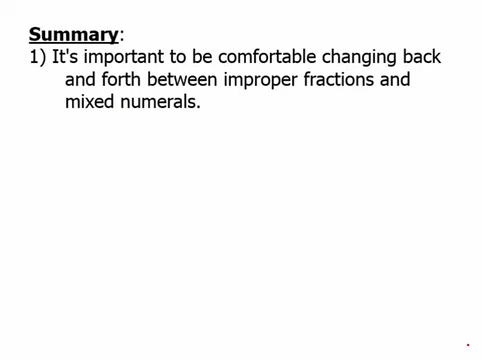 Summary:
1) It's important to be comfortable changing back
and forth between improper fractions and
mixed numerals.